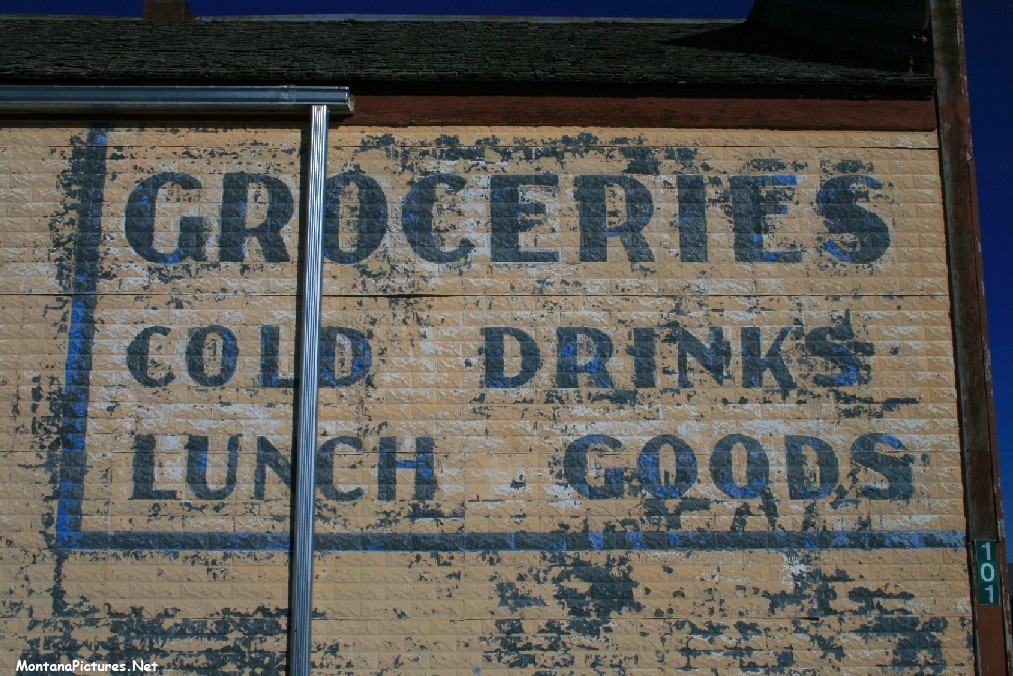 GROCERIES
COLD DRINKS
LUNCH GOODS
101
MontanaPictures.Net